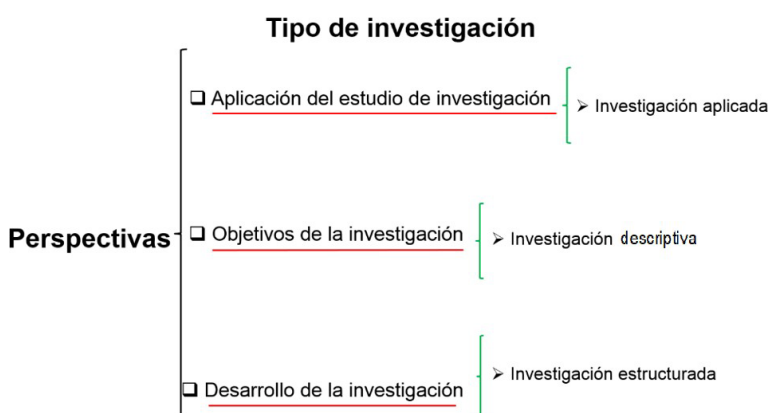 Tipo de investigación
Aplicación del estudio de investigación
Investigación aplicada
Perspectivas
Objetivos de la investigación
Investigación descriptiva
Investigación estructurada
Desarrollo de la investigación